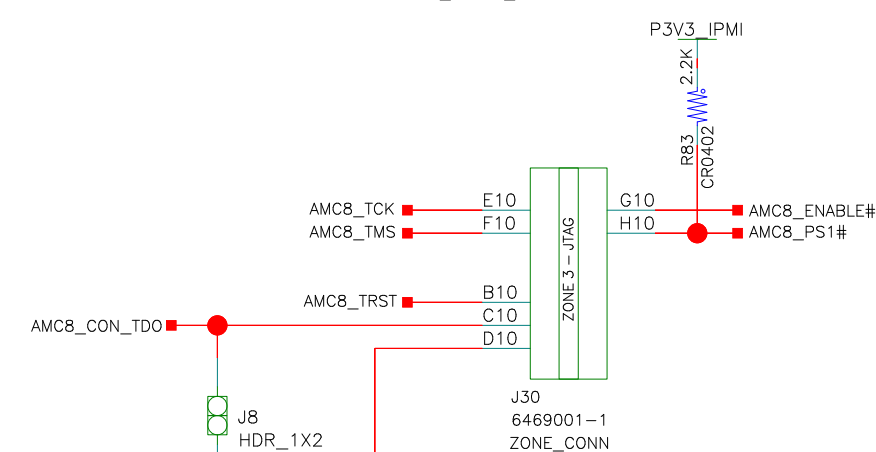 P3V3_IPMI
2.2K
R83
CR0402
E10
G10
AMC8_TCK
AMC8_ENABLE#
F10
H10
AMC8_TMS
AMC8_PS1#
ZONE 3 - JTAG
B10
AMC8_TRST
C10
AMC8_CON_TDO
D10
J30
6469001-1
ZONE_CONN
J8
HDR_1X2